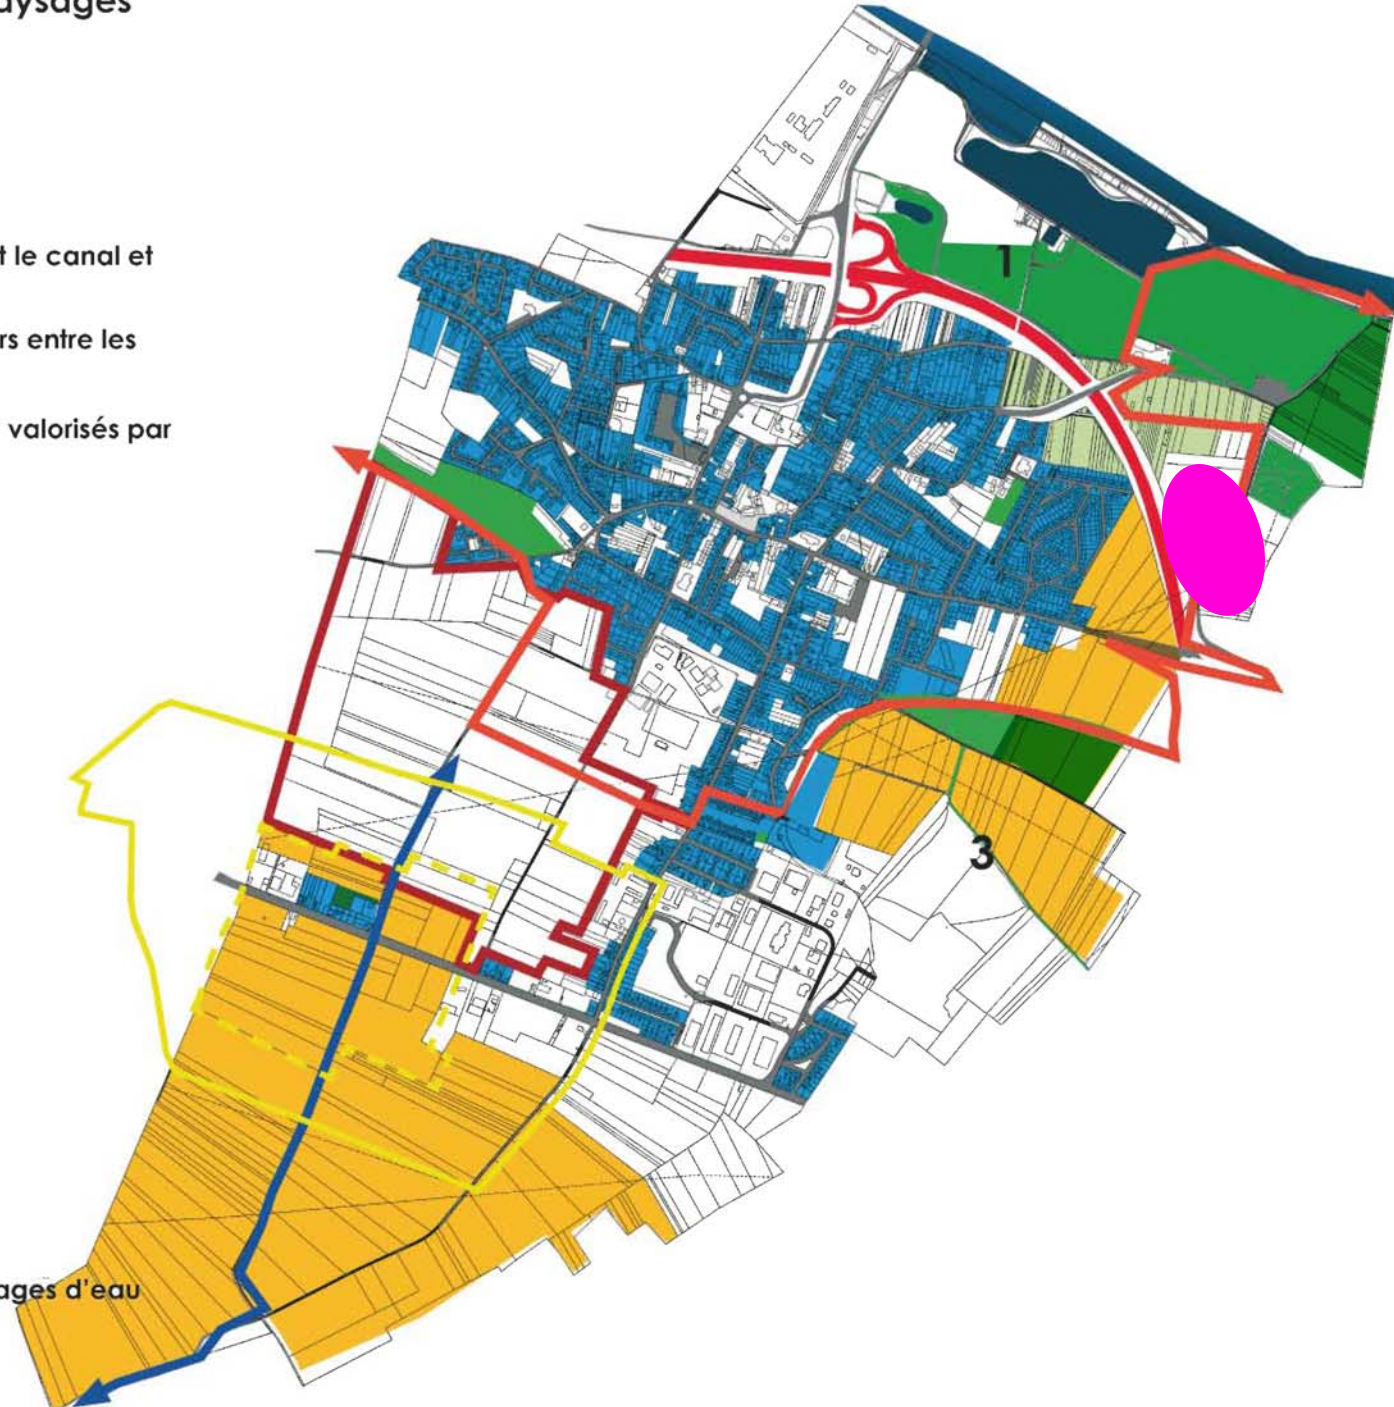 aysages
t le canal et
rs entre les
valorisés par
1
3
ages d'eau